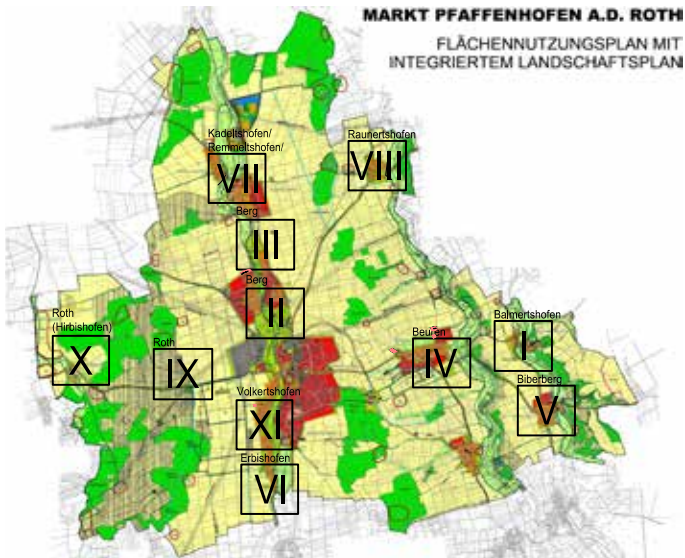 MARKT PFAFFENHOFEN A.D. ROTH
FLÄCHENNUTZUNGSPLAN MIT
INTEGRIERTEM LANDSCHAFTSPLAN
Kadeltshofen/
Remmeltshofen/
VII
Raunertshofen
VIII
Berg
III
Berg
II
Roth
(Hirbishofen)
X
Roth
IX
Beuren
IV
Balmertshofen
I
Biberberg
V
Volkertshofen
XI
Erbishofen
VI